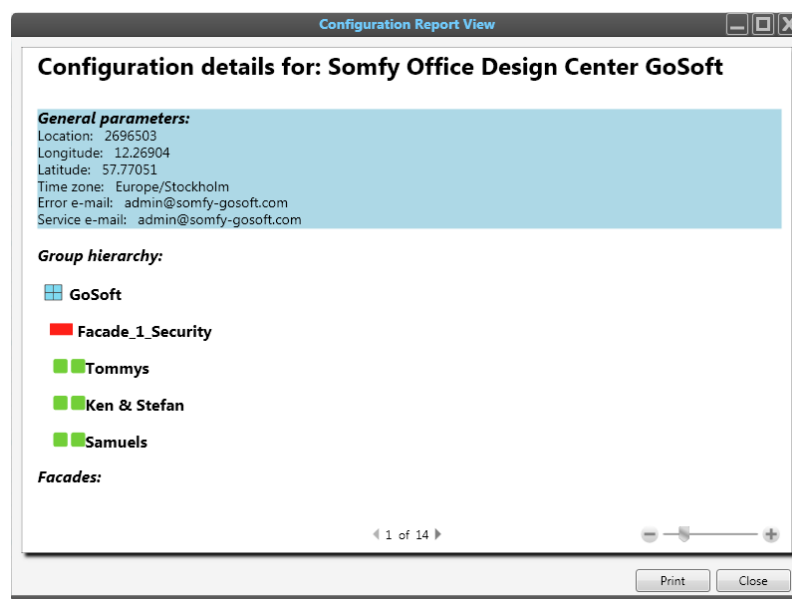 Configuration Report View
Configuration details for: Somfy Office Design Center GoSoft
General parameters:
Location: 2696503
Longitude: 12.26904
Latitude: 57.77051
Time zone: Europe/Stockholm
Error e-mail: admin@somfy-gosoft.com
Service e-mail: admin@somfy-gosoft.com
Group hierarchy:
GoSoft
Facade_1_Security
Tommys
Ken & Stefan
Samuels
Facades:
1 of 14
Print Close